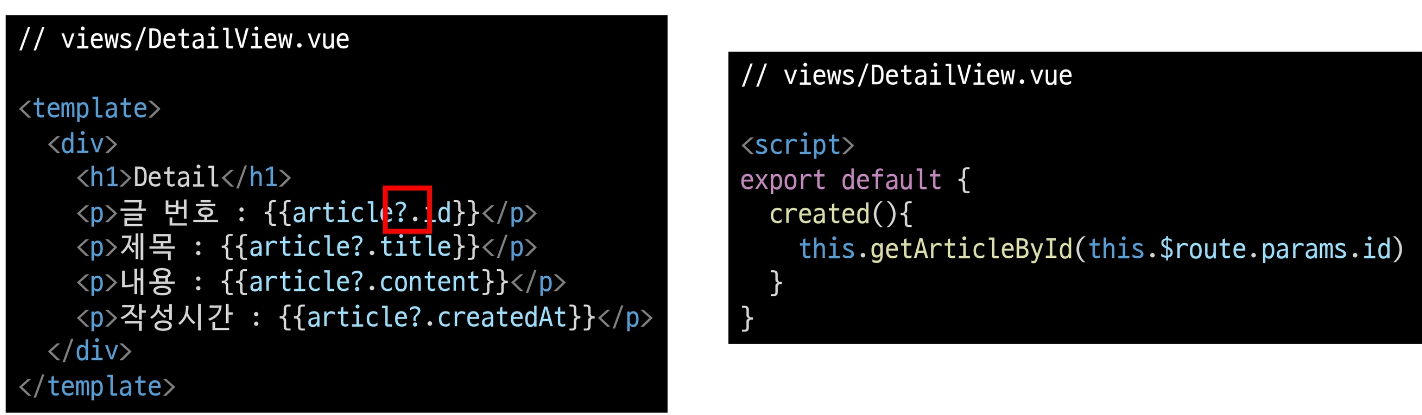 // views/DetailView.vue
<template>
<div>
<h1>Detail</h1>
<p>글 번호 : {{article?.id}}</p>
<p>제목 : {{article?.title}}</p>
<p>내용 : {{article?.content}}</p>
<p>작성시간 : {{article?.createdAt}}</p>
</div>
</template>
// views/DetailView.vue
<script>
export default {
created(){
this.getArticleById(this.$route.params.id)
}
}